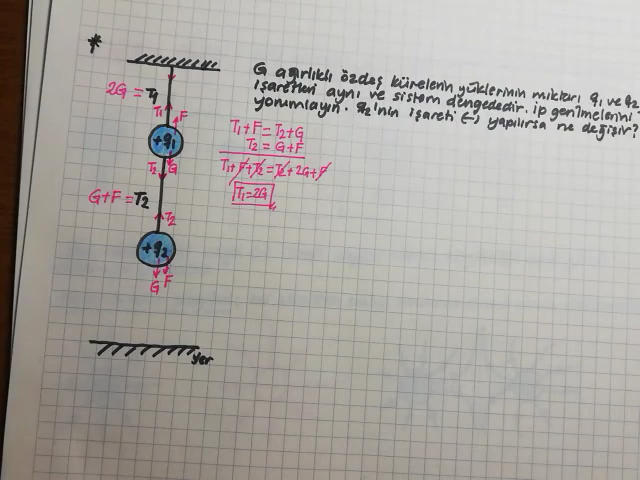 *
G ağırlıklı özdeş kürelerin yüklerinin miktarı q1 ve q2
işaretleri aynı ve sistem dengededir. ip gerilmelerini
yorumlayın. q2'nin işareti (-) yapılırsa ne değişir?
2G = T1
T1 F
+q1
T2 G
G+F = T2
T2
+q2
G F
T1+F = T2+G
T2 = G+F
T1+F+T2 = T2+2G+F
T1=2G
yer